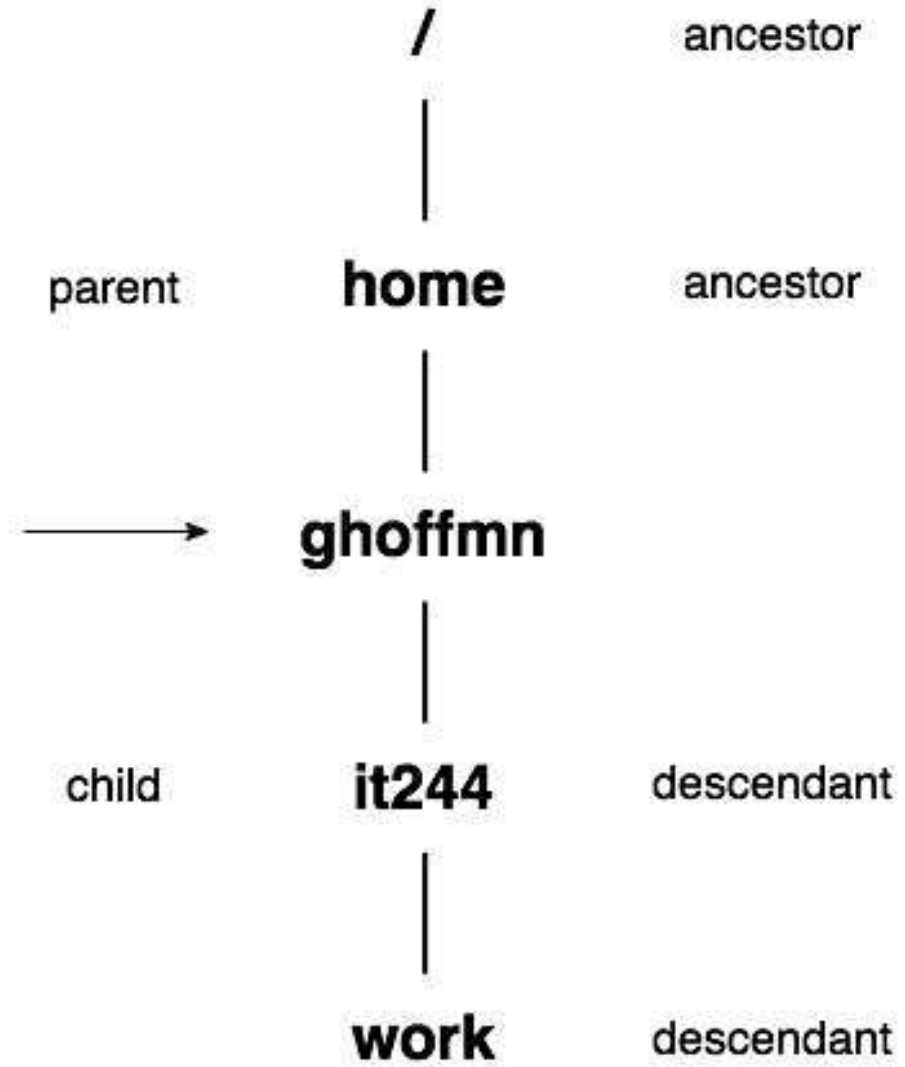 / ancestor
parent home ancestor
ghoffmn
child it244 descendant
work descendant